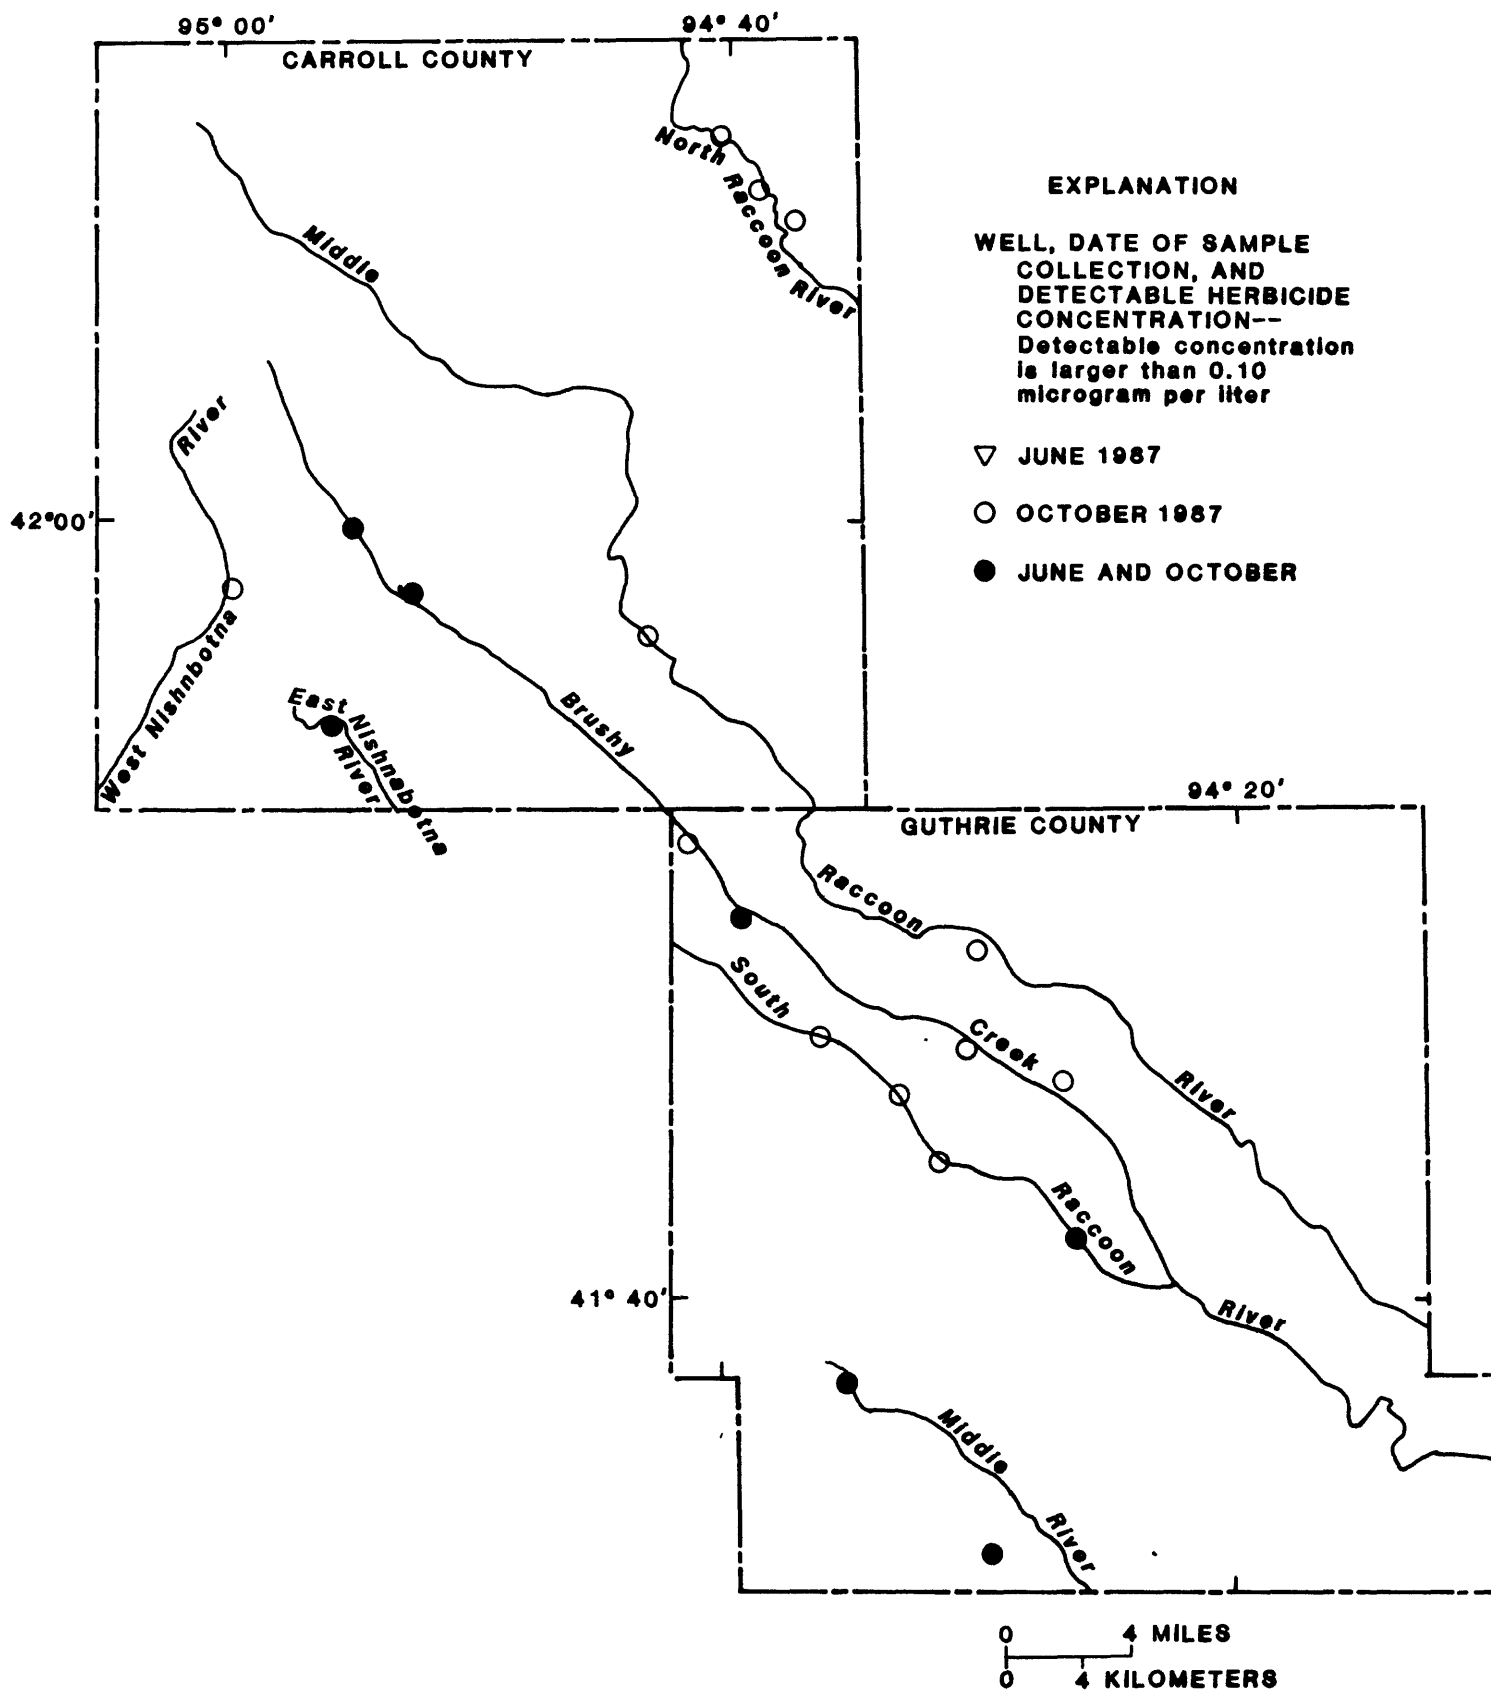 95° 00'
94° 40'
CARROLL COUNTY
North
Raccoon
River
EXPLANATION
WELL, DATE OF SAMPLE
COLLECTION, AND
DETECTABLE HERBICIDE
CONCENTRATION--
Detectable concentration
is larger than 0.10
microgram per liter
JUNE 1987
OCTOBER 1987
JUNE AND OCTOBER
Middle
River
42°00'
West Nishnbotna
East Nishnabotna
River
Brushy
94° 20'
GUTHRIE COUNTY
Raccoon
South
Creek
River
Raccoon
41° 40'
River
Middle
River
0 4 MILES
0 4 KILOMETERS